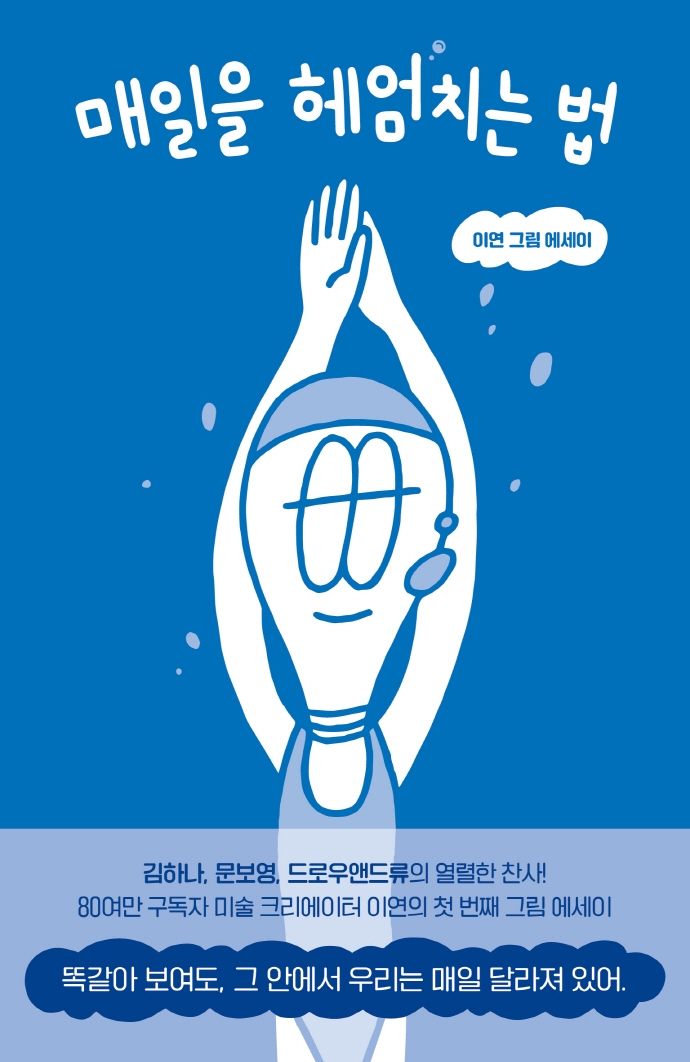 매일을 헤엄치는 법
이연 그림 에세이
김하나, 문보영, 드로우앤드류의 열렬한 찬사!
80여만 구독자 미술 크리에이터 이연의 첫 번째 그림 에세이
똑같아 보여도, 그 안에서 우리는 매일 달라져 있어.